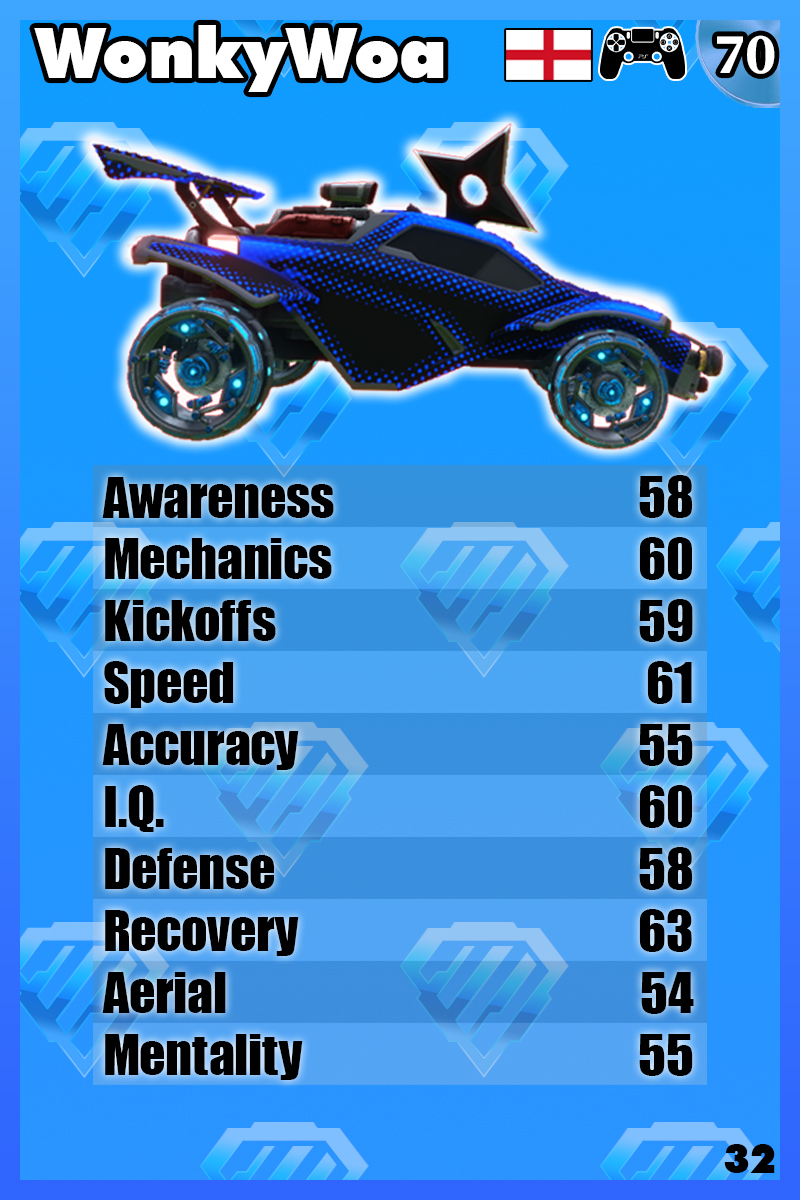 WonkyWoa 70
Awareness 58
Mechanics 60
Kickoffs 59
Speed 61
Accuracy 55
I.Q. 60
Defense 58
Recovery 63
Aerial 54
Mentality 55
32